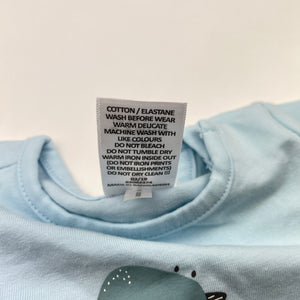 COTTON / ELASTANE
WASH BEFORE WEAR
WARM DELICATE
MACHINE WASH WITH
LIKE COLOURS
DO NOT BLEACH
DO NOT TUMBLE DRY
WARM IRON INSIDE OUT
(DO NOT IRON PRINTS
OR EMBELLISHMENTS)
DO NOT DRY CLEAN